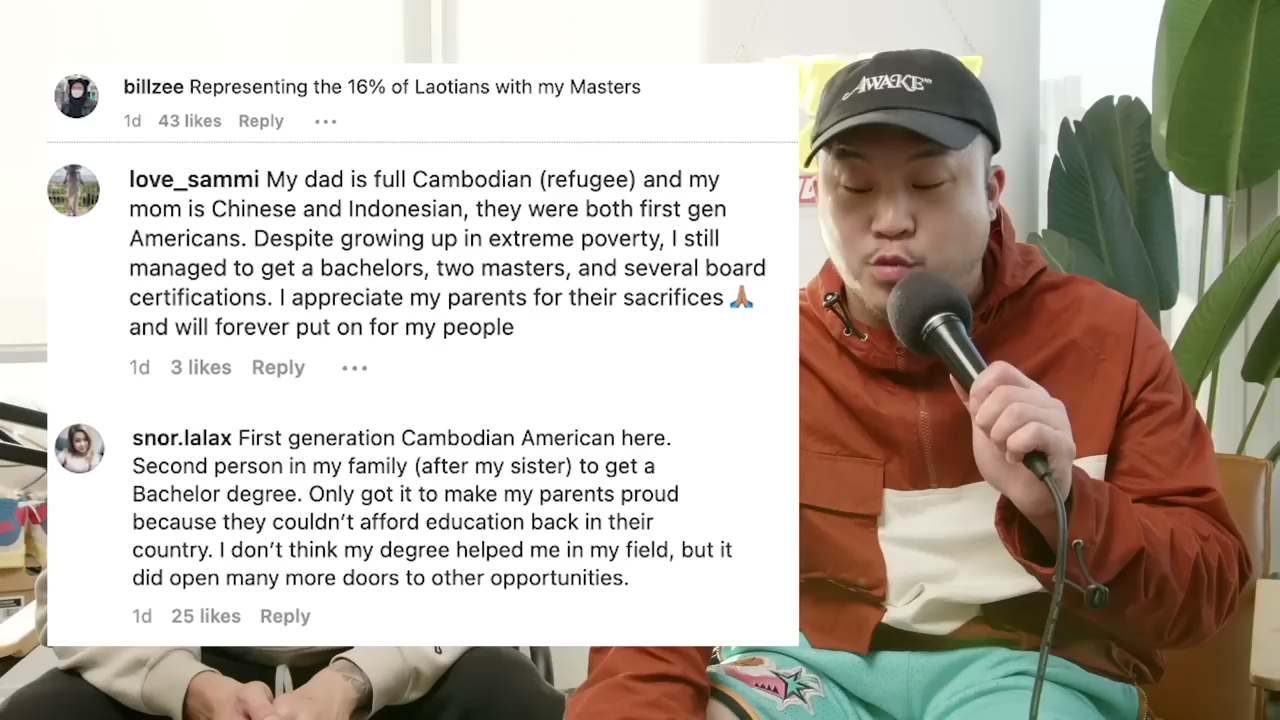 billzee Representing the 16% of Laotians with my Masters
1d 43 likes Reply ...
love_sammi My dad is full Cambodian (refugee) and my
mom is Chinese and Indonesian, they were both first gen
Americans. Despite growing up in extreme poverty, I still
managed to get a bachelors, two masters, and several board
certifications. I appreciate my parents for their sacrifices 🙏🏽
and will forever put on for my people
1d 3 likes Reply ...
snor.lalax First generation Cambodian American here.
Second person in my family (after my sister) to get a
Bachelor degree. Only got it to make my parents proud
because they couldn't afford education back in their
country. I don't think my degree helped me in my field, but it
did open many more doors to other opportunities.
1d 25 likes Reply
AWAKE